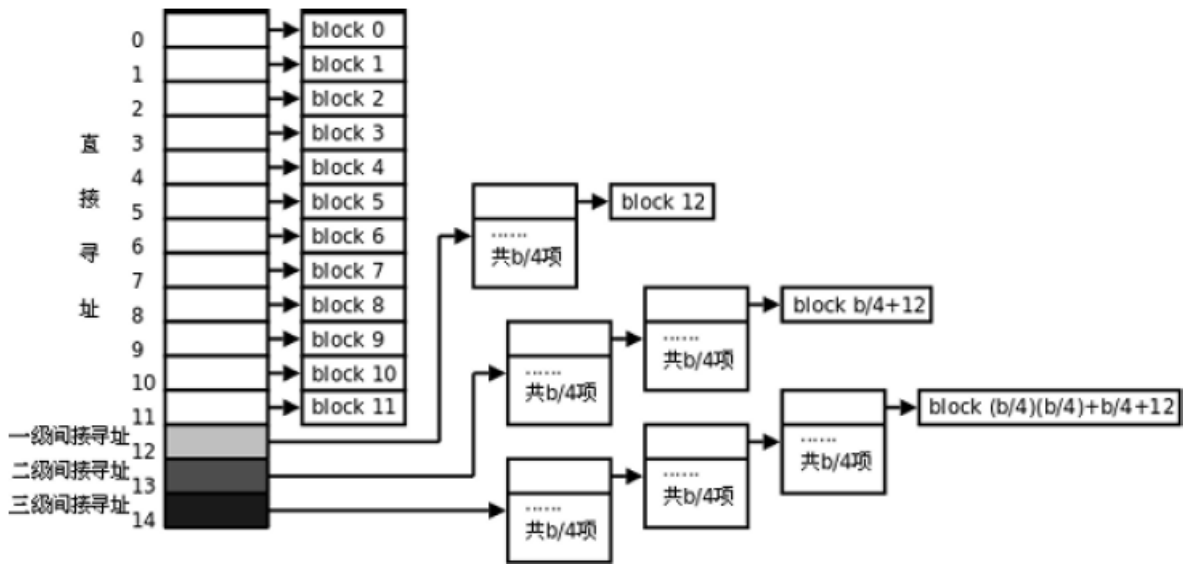 0
1
2
3
4
5
6
7
8
9
10
11
12
13
14
直
接
寻
址
一级间接寻址
二级间接寻址
三级间接寻址
block 0
block 1
block 2
block 3
block 4
block 5
block 6
block 7
block 8
block 9
block 10
block 11
......
共b/4项
block 12
......
共b/4项
......
共b/4项
block b/4+12
......
共b/4项
......
共b/4项
......
共b/4项
block (b/4)(b/4)+b/4+12